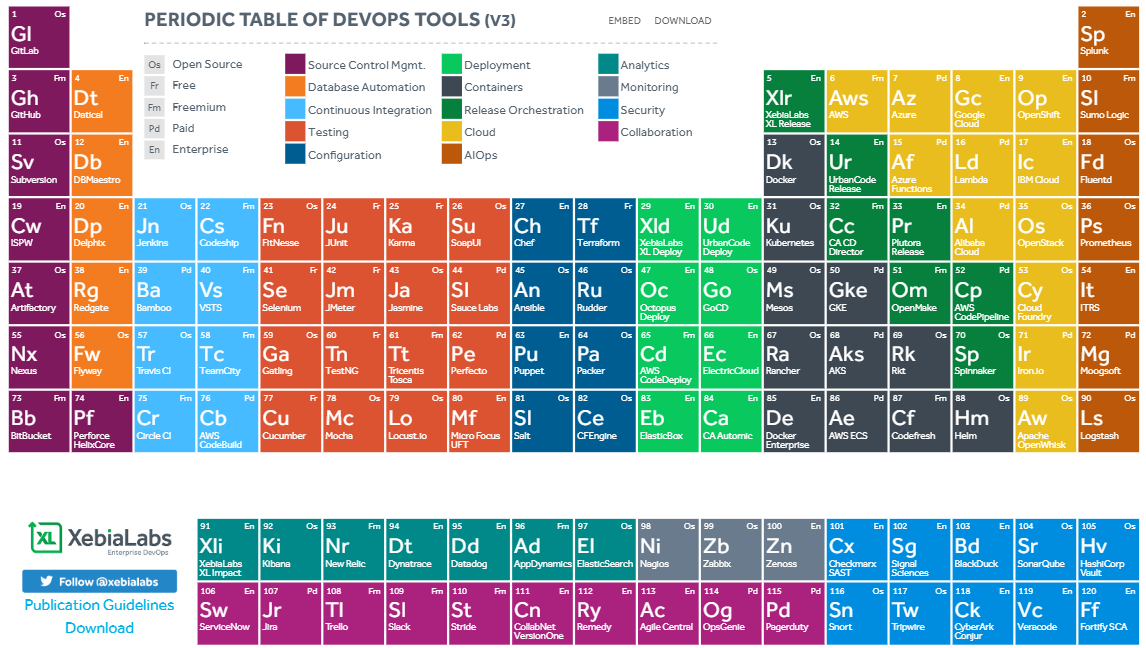 PERIODIC TABLE OF DEVOPS TOOLS (V3)
EMBED DOWNLOAD
Os Open Source
Fr Free
Fm Freemium
Pd Paid
En Enterprise
Source Control Mgmt.
Database Automation
Continuous Integration
Testing
Configuration
Deployment
Containers
Release Orchestration
Cloud
AIOps
Analytics
Monitoring
Security
Collaboration
1 Os
Gl
GitLab
2 En
Sp
Splunk
3 Fm
Gh
GitHub
4 En
Dt
Datical
5 En
Xlr
XebiaLabs
XL Release
6 Fm
Aws
AWS
7 Pd
Az
Azure
8 En
Gc
Google
Cloud
9 En
Op
OpenShift
10 Fm
Sl
Sumo Logic
11 Os
Sv
Subversion
12 En
Db
DBMaestro
13 En
Dk
Docker
14 En
Ur
UrbanCode
Release
15 Pd
Af
Azure
Functions
16 Pd
Ld
Lambda
17 En
Ic
IBM Cloud
18 Os
Fd
Fluentd
19 En
Cw
ISPW
20 En
Dp
Delphix
21 Os
Jn
Jenkins
22 Fm
Cs
Codeship
23 Os
Fn
FitNesse
24 Fr
Ju
JUnit
25 Fr
Ka
Karma
26 Os
Su
SoapUI
27 En
Ch
Chef
28 Fr
Tf
Terraform
29 En
Xld
XebiaLabs
XL Deploy
30 En
Ud
UrbanCode
Deploy
31 Os
Ku
Kubernetes
32 Fm
Cc
CA CD
Director
33 En
Pr
Plutora
Release
34 Pd
Al
Alibaba
Cloud
35 Os
Os
OpenStack
36 Os
Ps
Prometheus
37 Os
At
Artifactory
38 En
Rg
Redgate
39 Pd
Ba
Bamboo
40 Fm
Vs
VSTS
41 Fr
Se
Selenium
42 Fr
Jm
JMeter
43 Os
Ja
Jasmine
44 Pd
Sl
Sauce Labs
45 Os
An
Ansible
46 Os
Ru
Rudder
47 En
Oc
Octopus
Deploy
48 Os
Go
GoCD
49 Os
Ms
Mesos
50 Pd
Gke
GKE
51 Fm
Om
OpenMake
52 Pd
Cp
AWS
CodePipeline
53 Os
Cy
Cloud
Foundry
54 En
It
ITRS
55 Os
Nx
Nexus
56 Os
Fw
Flyway
57 Os
Tr
Travis CI
58 Fm
Tc
TeamCity
59 Os
Ga
Gatling
60 Fr
Tn
TestNG
61 Fm
Tt
Tricentis
Tosca
62 Pd
Pe
Perfecto
63 En
Pu
Puppet
64 Os
Pa
Packer
65 Fm
Cd
AWS
CodeDeploy
66 En
Ec
ElectricCloud
67 Os
Ra
Rancher
68 Pd
Aks
AKS
69 Os
Rk
Rkt
70 Os
Sp
Spinnaker
71 Pd
Ir
Iron.io
72 Pd
Mg
Moogsoft
73 Fm
Bb
BitBucket
74 En
Pf
Perforce
HelixCore
75 Fm
Cr
Circle CI
76 Pd
Cb
AWS
CodeBuild
77 Fr
Cu
Cucumber
78 Os
Mc
Mocha
79 Os
Lo
Locust.io
80 En
Mf
Micro Focus
UFT
81 En
Sl
Salt
82 Os
Ce
CFEngine
83 En
Eb
ElasticBox
84 En
Ca
CA Automic
85 En
De
Docker
Enterprise
86 Pd
Ae
AWS ECS
87 Fm
Cf
Codefresh
88 Os
Hm
Helm
89 Os
Aw
Apache
OpenWhisk
90 Os
Ls
Logstash
XL XebiaLabs
Enterprise DevOps
Follow @xebialabs
Publication Guidelines
Download
91 En
Xli
XebiaLabs
XL Impact
92 Os
Ki
Kibana
93 Fm
Nr
New Relic
94 En
Dt
Dynatrace
95 En
Dd
Datadog
96 Fm
Ad
AppDynamics
97 Os
El
ElasticSearch
98 Os
Ni
Nagios
99 Os
Zb
Zabbix
100 En
Zn
Zenoss
101 En
Cx
Checkmarx
SAST
102 En
Sg
Signal
Sciences
103 En
Bd
BlackDuck
104 Os
Sr
SonarQube
105 Os
Hv
HashiCorp
Vault
106 En
Sw
ServiceNow
107 Pd
Jr
Jira
108 Fm
Tl
Trello
109 Fm
Sl
Slack
110 Fm
St
Stride
111 En
Cn
CollabNet
VersionOne
112 En
Ry
Remedy
113 En
Ac
Agile Central
114 Pd
Og
OpsGenie
115 Pd
Pd
Pagerduty
116 Os
Sn
Snort
117 Os
Tw
Tripwire
118 En
Ck
CyberArk
Conjur
119 En
Vc
Veracode
120 En
Ff
Fortify SCA